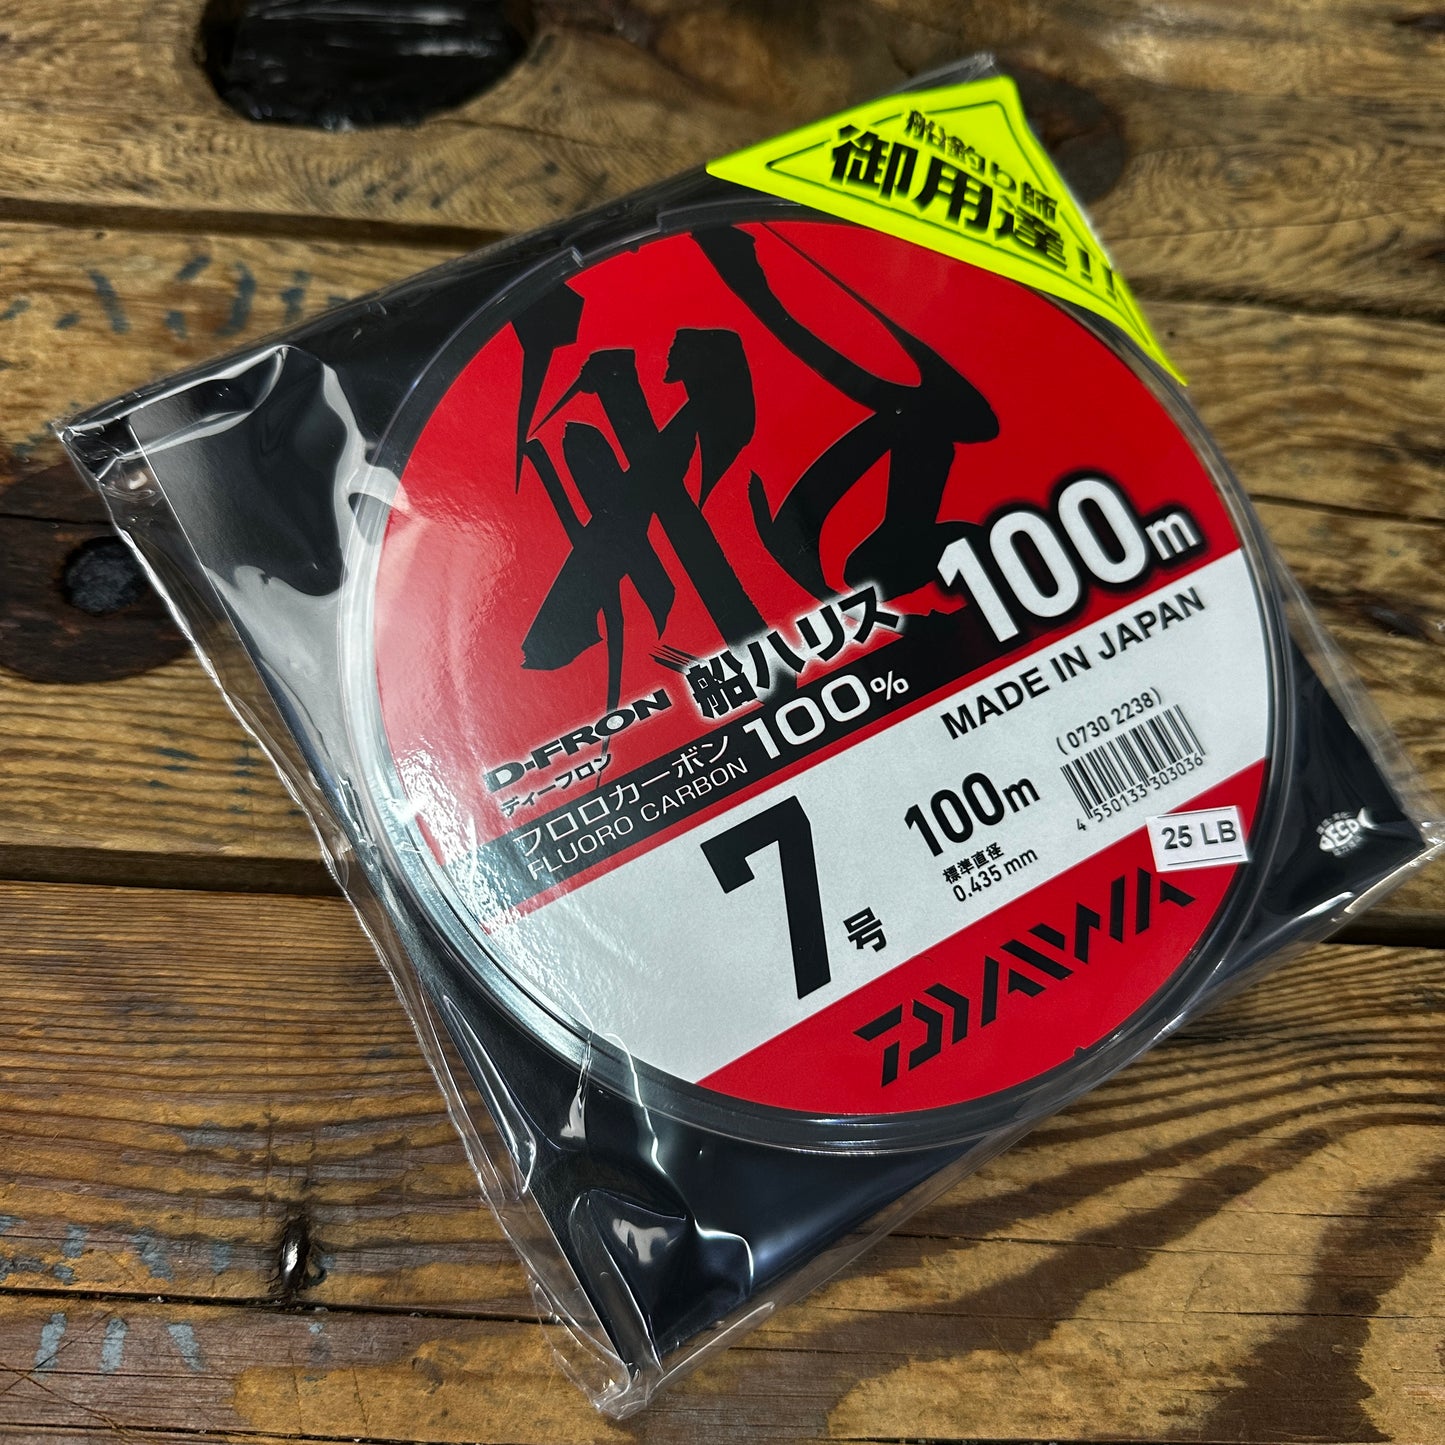 船釣り師
御用達!!
船
100m
D-FRON 船ハリス
ディーフロン
フロロカーボン 100%
FLUORO CARBON
MADE IN JAPAN
(0730 2238)
4 550133 303036
7号
100m
標準直径
0.435 mm
25 LB
DAIWA